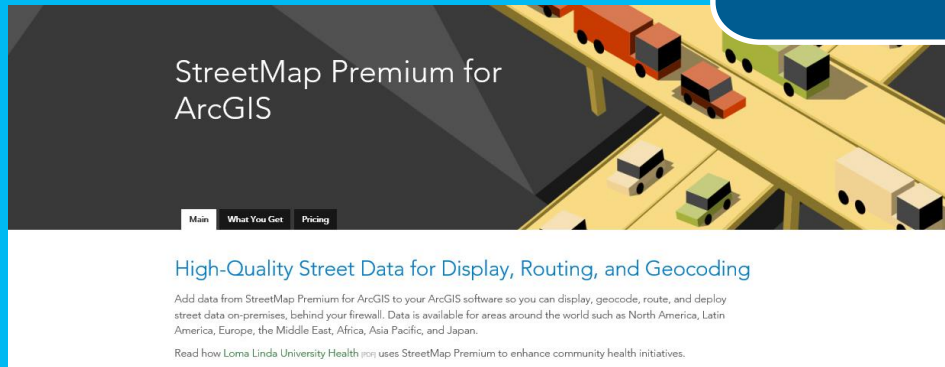 StreetMap Premium for
ArcGIS
Main What You Get Pricing
High-Quality Street Data for Display, Routing, and Geocoding
Add data from StreetMap Premium for ArcGIS to your ArcGIS software so you can display, geocode, route, and deploy
street data on-premises, behind your firewall. Data is available for areas around the world such as North America, Latin
America, Europe, the Middle East, Africa, Asia Pacific, and Japan.
Read how Loma Linda University Health [PDF] uses StreetMap Premium to enhance community health initiatives.